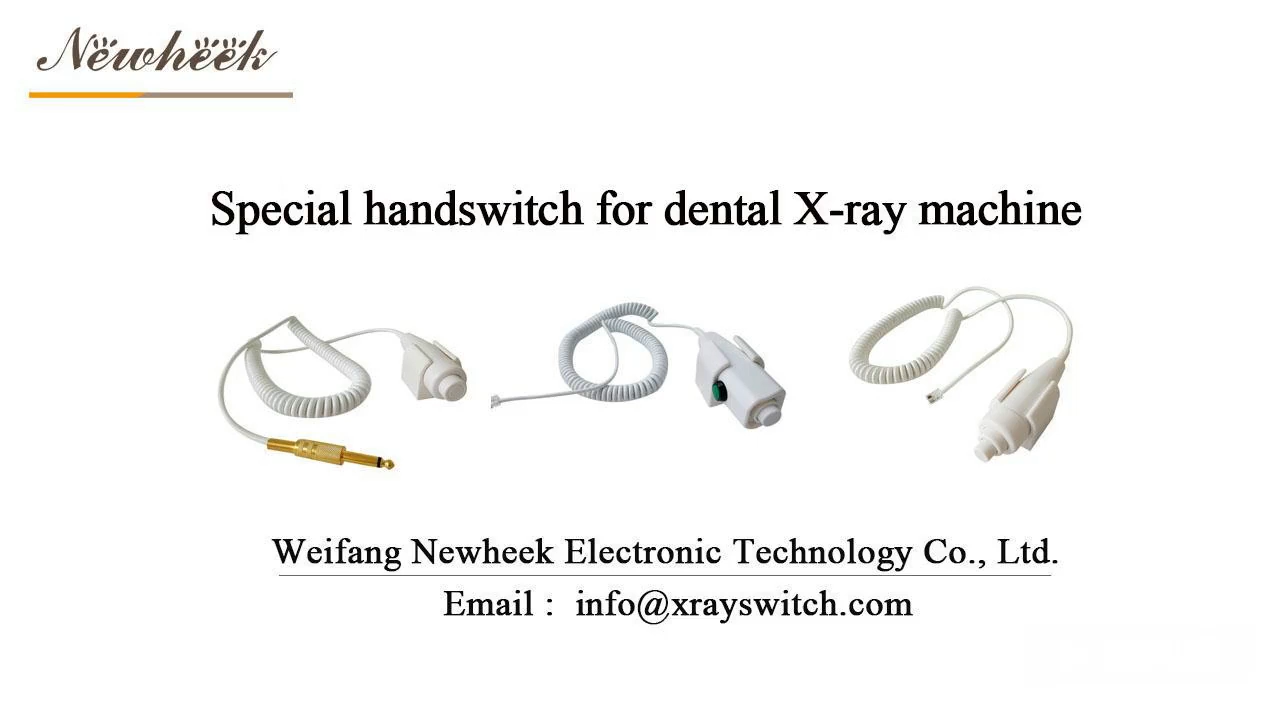 Newheek
Special handswitch for dental X-ray machine
Weifang Newheek Electronic Technology Co., Ltd.
Email : info@xrayswitch.com